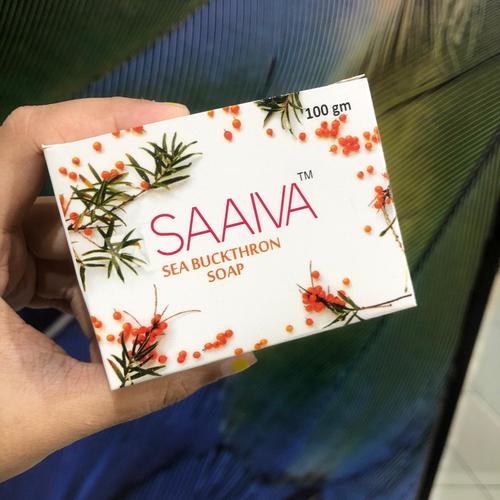 100 gm
SAAIVA™
SEA BUCKTHRON
SOAP